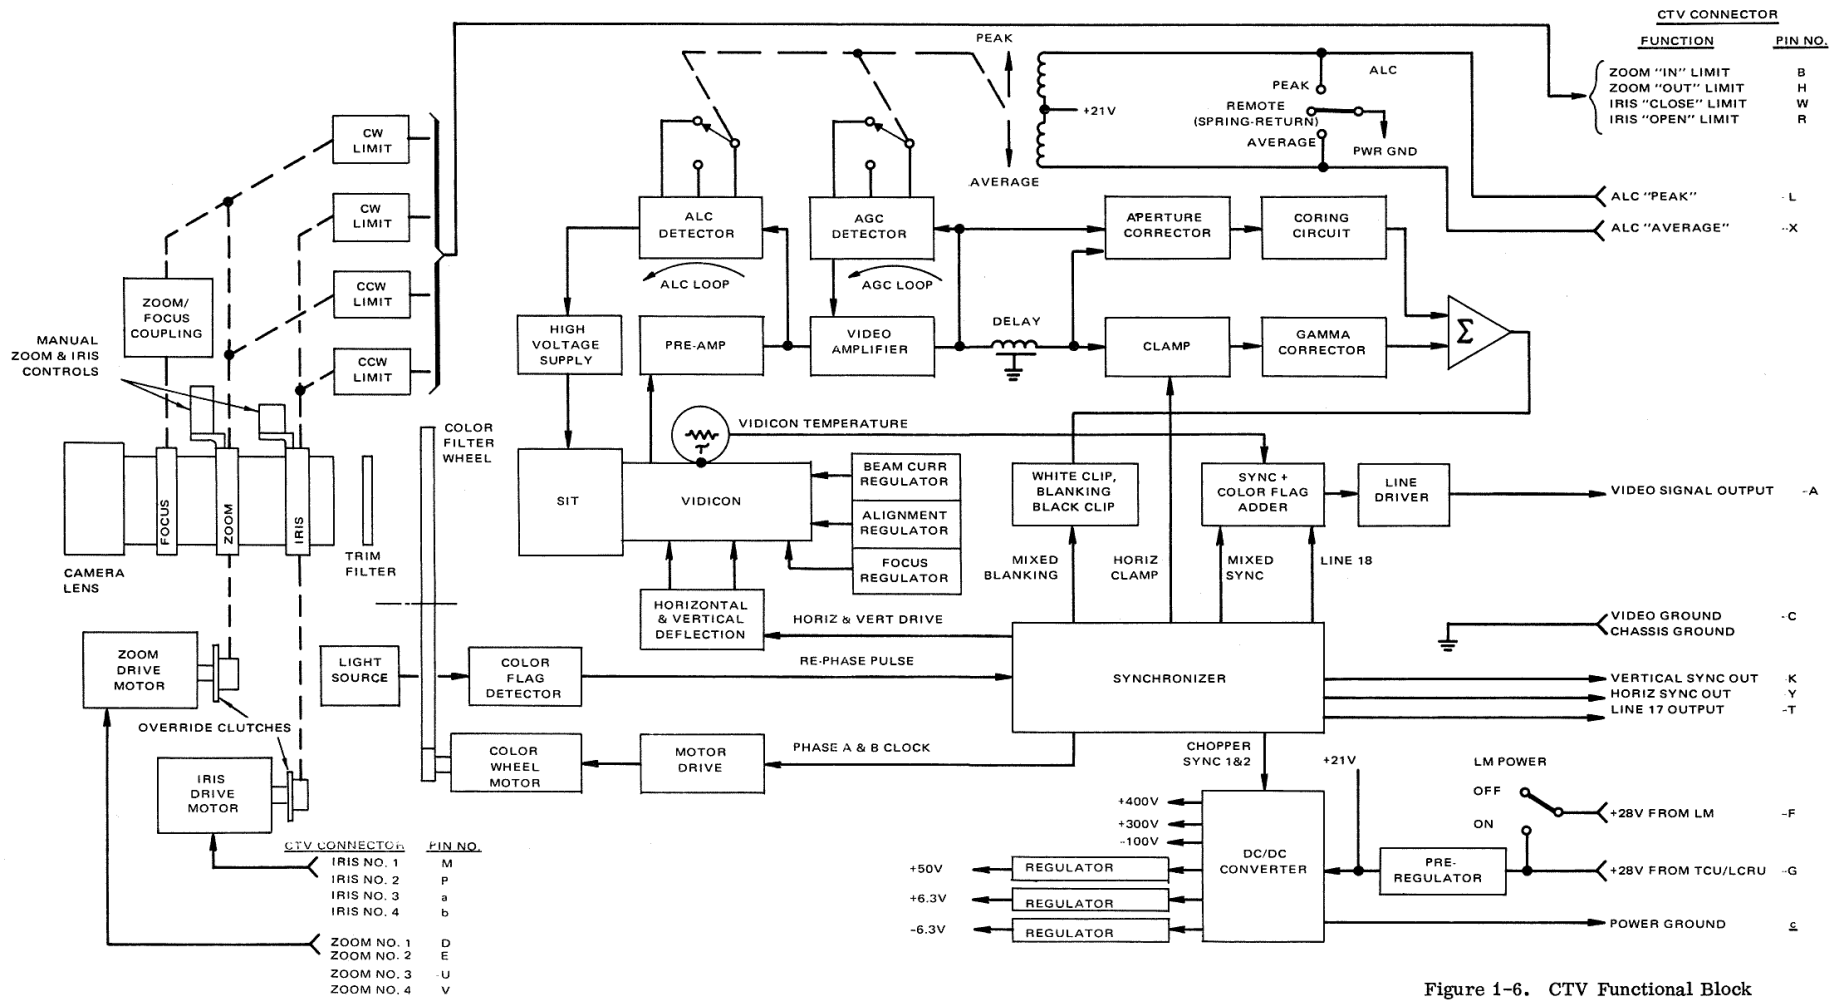 CTV CONNECTOR
FUNCTION PIN NO.
ZOOM "IN" LIMIT B
ZOOM "OUT" LIMIT H
IRIS "CLOSE" LIMIT W
IRIS "OPEN" LIMIT R
PEAK
ALC
PEAK
+21V
REMOTE
(SPRING-RETURN)
AVERAGE
PWR GND
AVERAGE
CW
LIMIT
CW
LIMIT
CCW
LIMIT
CCW
LIMIT
ALC "PEAK" -L
ALC "AVERAGE" -X
ALC
DETECTOR
AGC
DETECTOR
APERTURE
CORRECTOR
CORING
CIRCUIT
ALC LOOP
AGC LOOP
ZOOM/
FOCUS
COUPLING
MANUAL
ZOOM & IRIS
CONTROLS
HIGH
VOLTAGE
SUPPLY
PRE-AMP
VIDEO
AMPLIFIER
DELAY
CLAMP
GAMMA
CORRECTOR
Σ
COLOR
FILTER
WHEEL
VIDICON TEMPERATURE
τ
SIT
VIDICON
BEAM CURR
REGULATOR
ALIGNMENT
REGULATOR
FOCUS
REGULATOR
WHITE CLIP,
BLANKING
BLACK CLIP
SYNC +
COLOR FLAG
ADDER
LINE
DRIVER
VIDEO SIGNAL OUTPUT -A
FOCUS
ZOOM
IRIS
CAMERA
LENS
TRIM
FILTER
MIXED
BLANKING
HORIZ
CLAMP
MIXED
SYNC
LINE 18
HORIZONTAL
& VERTICAL
DEFLECTION
HORIZ & VERT DRIVE
VIDEO GROUND -C
CHASSIS GROUND
ZOOM
DRIVE
MOTOR
LIGHT
SOURCE
COLOR
FLAG
DETECTOR
RE-PHASE PULSE
SYNCHRONIZER
VERTICAL SYNC OUT -K
HORIZ SYNC OUT -Y
LINE 17 OUTPUT -T
OVERRIDE CLUTCHES
COLOR
WHEEL
MOTOR
MOTOR
DRIVE
PHASE A & B CLOCK
CHOPPER
SYNC 1&2
+21V
LM POWER
OFF
ON
+28V FROM LM -F
IRIS
DRIVE
MOTOR
+400V
+300V
-100V
DC/DC
CONVERTER
PRE-
REGULATOR
+28V FROM TCU/LCRU -G
+50V REGULATOR
+6.3V REGULATOR
-6.3V REGULATOR
POWER GROUND c
CTV CONNECTOR PIN NO.
IRIS NO. 1 M
IRIS NO. 2 P
IRIS NO. 3 a
IRIS NO. 4 b
ZOOM NO. 1 D
ZOOM NO. 2 E
ZOOM NO. 3 -U
ZOOM NO. 4 V
Figure 1-6. CTV Functional Block